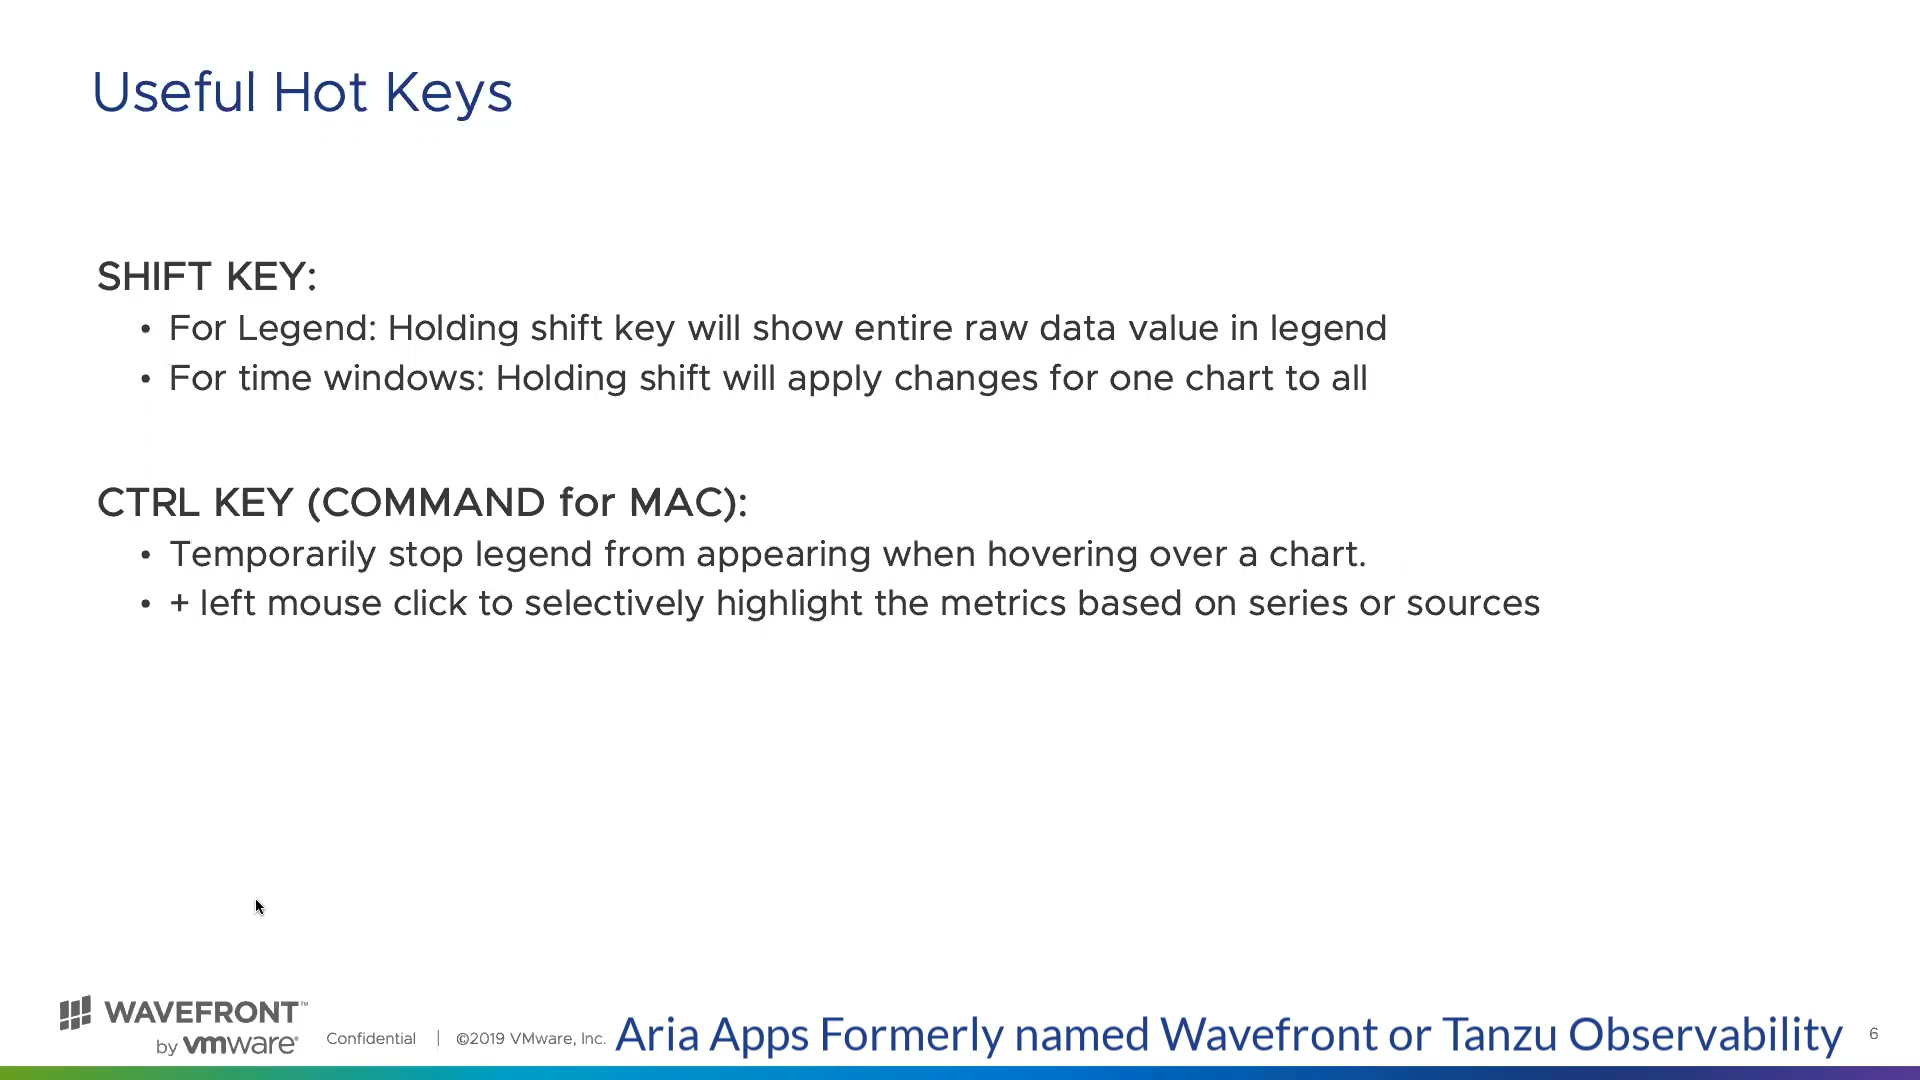 Useful Hot Keys
SHIFT KEY:
• For Legend: Holding shift key will show entire raw data value in legend
• For time windows: Holding shift will apply changes for one chart to all
CTRL KEY (COMMAND for MAC):
• Temporarily stop legend from appearing when hovering over a chart.
• + left mouse click to selectively highlight the metrics based on series or sources
WAVEFRONT™
by vmware®
Confidential | ©2019 VMware, Inc.
Aria Apps Formerly named Wavefront or Tanzu Observability
6